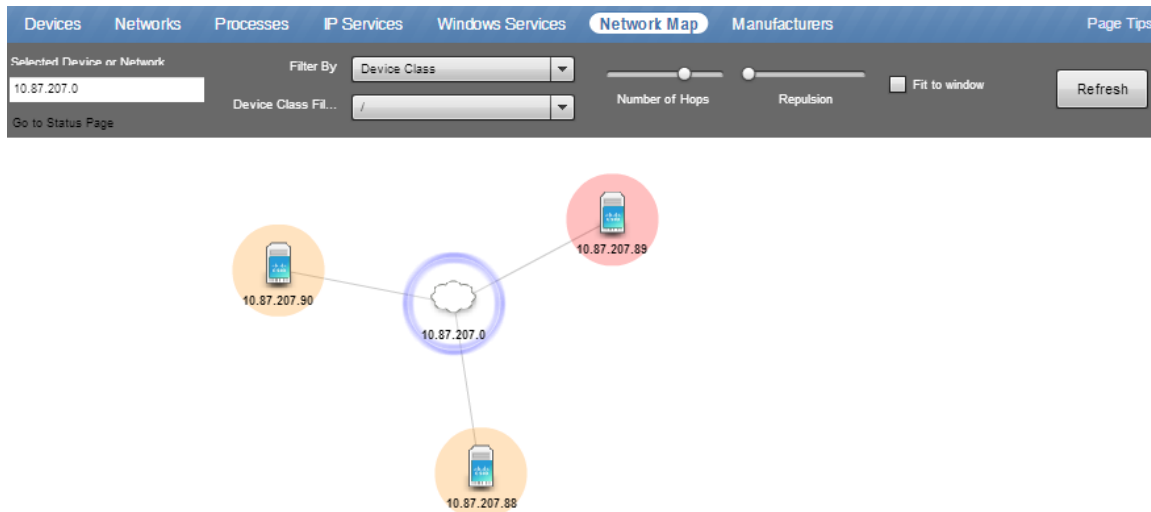 Devices Networks Processes IP Services Windows Services Network Map Manufacturers Page Tips
Selected Device or Network
10.87.207.0
Go to Status Page
Filter By Device Class
Device Class Fil... /
Number of Hops
Repulsion
Fit to window
Refresh
10.87.207.89
10.87.207.90
10.87.207.0
10.87.207.88